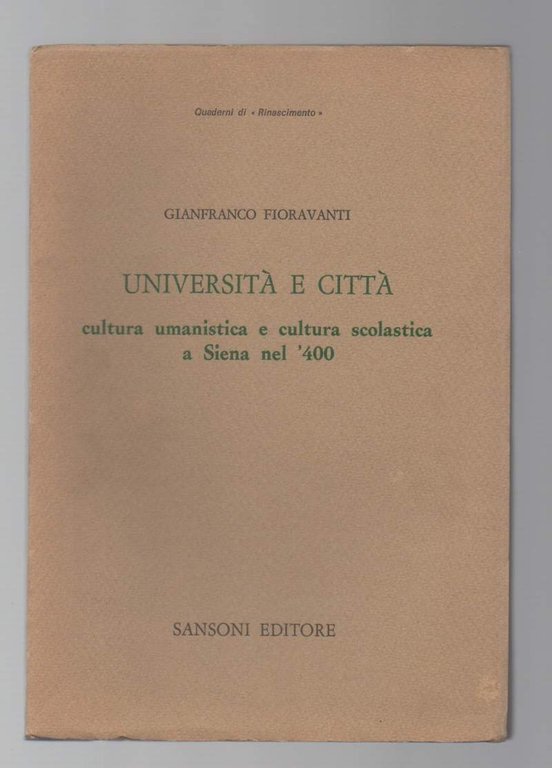 Quaderni di « Rinascimento »
GIANFRANCO FIORAVANTI
UNIVERSITÀ E CITTÀ
cultura umanistica e cultura scolastica
a Siena nel '400
SANSONI EDITORE